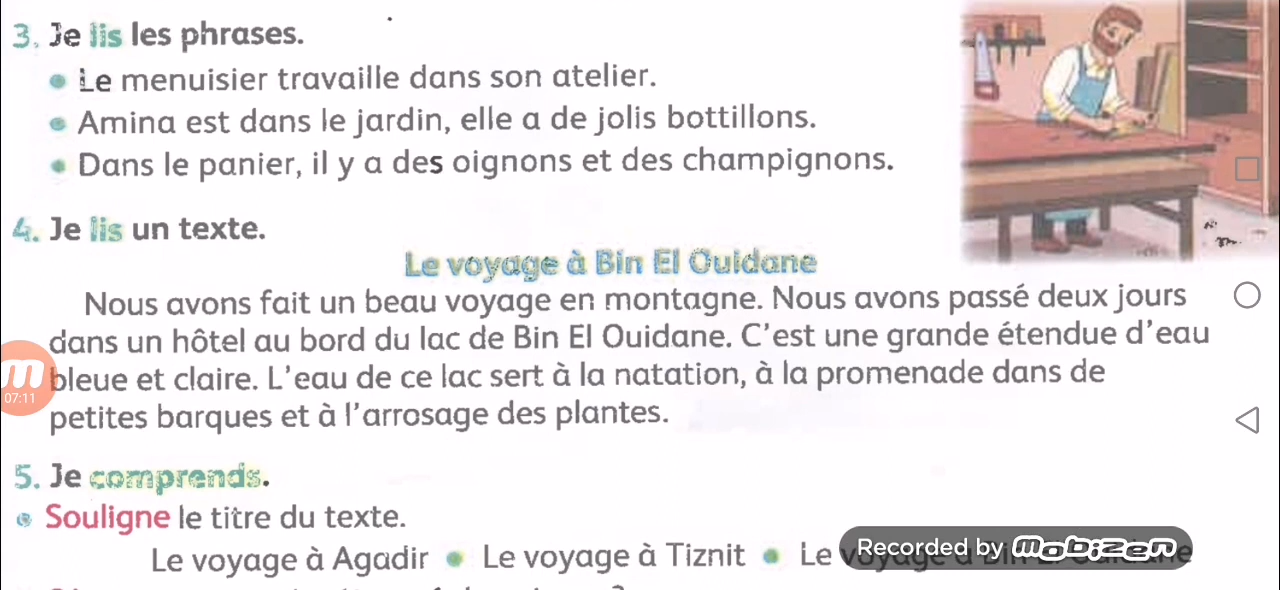 3. Je lis les phrases.
Le menuisier travaille dans son atelier.
Amina est dans le jardin, elle a de jolis bottillons.
Dans le panier, il y a des oignons et des champignons.
4. Je lis un texte.
Le voyage à Bin El Ouidane
Nous avons fait un beau voyage en montagne. Nous avons passé deux jours
dans un hôtel au bord du lac de Bin El Ouidane. C'est une grande étendue d'eau
bleue et claire. L'eau de ce lac sert à la natation, à la promenade dans de
petites barques et à l'arrosage des plantes.
07:11
5. Je comprends.
Souligne le titre du texte.
Le voyage à Agadir • Le voyage à Tiznit • Le voyage à Bin El Ouidane
Recorded by Mobizen